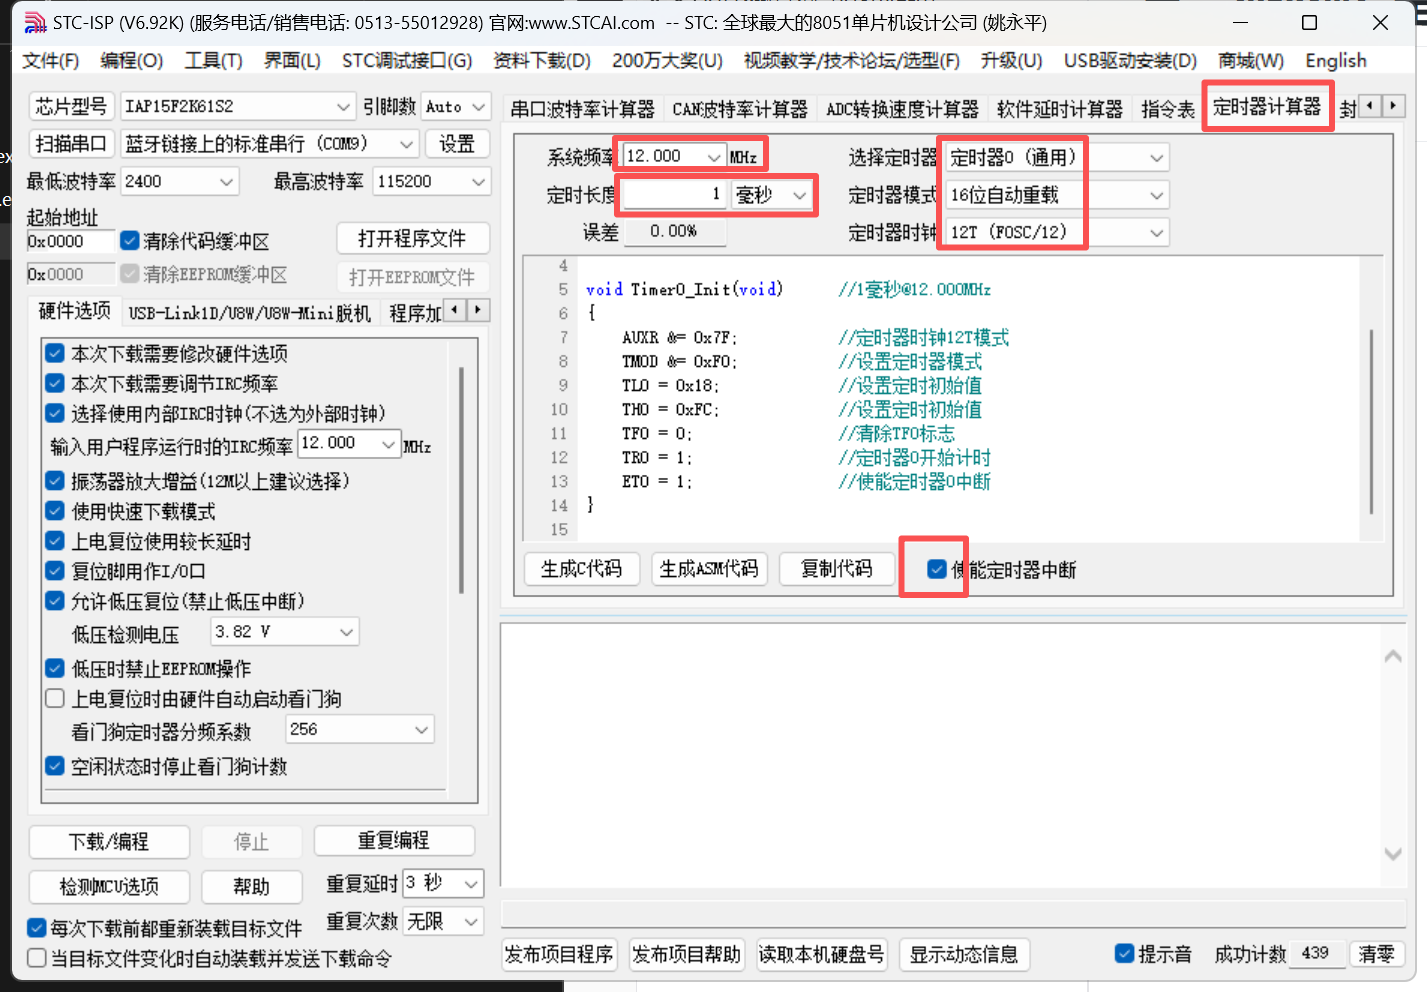 STC-ISP (V6.92K) (服务电话/销售电话: 0513-55012928) 官网:www.STCAI.com  -- STC: 全球最大的8051单片机设计公司 (姚永平)
文件(F) 编程(O) 工具(T) 界面(L) STC调试接口(G) 资料下载(D) 200万大奖(U) 视频教学/技术论坛/选型(F) 升级(U) USB驱动安装(D) 商城(W) English
芯片型号 IAP15F2K61S2 引脚数 Auto
扫描串口 蓝牙链接上的标准串行 (COM9) 设置
最低波特率 2400 最高波特率 115200
起始地址
0x0000 清除代码缓冲区 打开程序文件
0x0000 清除EEPROM缓冲区 打开EEPROM文件
硬件选项 USB-Link1D/U8W/U8W-Mini脱机 程序加
本次下载需要修改硬件选项
本次下载需要调节IRC频率
选择使用内部IRC时钟(不选为外部时钟)
输入用户程序运行时的IRC频率 12.000 MHz
振荡器放大增益(12M以上建议选择)
使用快速下载模式
上电复位使用较长延时
复位脚用作I/O口
允许低压复位(禁止低压中断)
低压检测电压 3.82 V
低压时禁止EEPROM操作
上电复位时由硬件自动启动看门狗
看门狗定时器分频系数 256
空闲状态时停止看门狗计数
下载/编程 停止 重复编程
检测MCU选项 帮助 重复延时 3 秒
每次下载前都重新装载目标文件 重复次数 无限
当目标文件变化时自动装载并发送下载命令
串口波特率计算器 CAN波特率计算器 ADC转换速度计算器 软件延时计算器 指令表 定时器计算器 封
系统频率 12.000 MHz 选择定时器 定时器0 (通用)
定时长度 1 毫秒 定时器模式 16位自动重载
误差 0.00% 定时器时钟 12T (FOSC/12)
4
5 void Timer0_Init(void) //1毫秒@12.000MHz
6 {
7 AUXR &= 0x7F; //定时器时钟12T模式
8 TMOD &= 0xF0; //设置定时器模式
9 TL0 = 0x18; //设置定时初始值
10 TH0 = 0xFC; //设置定时初始值
11 TF0 = 0; //清除TF0标志
12 TR0 = 1; //定时器0开始计时
13 ET0 = 1; //使能定时器0中断
14 }
15
生成C代码 生成ASM代码 复制代码 使能定时器中断
发布项目程序 发布项目帮助 读取本机硬盘号 显示动态信息 提示音 成功计数 439 清零